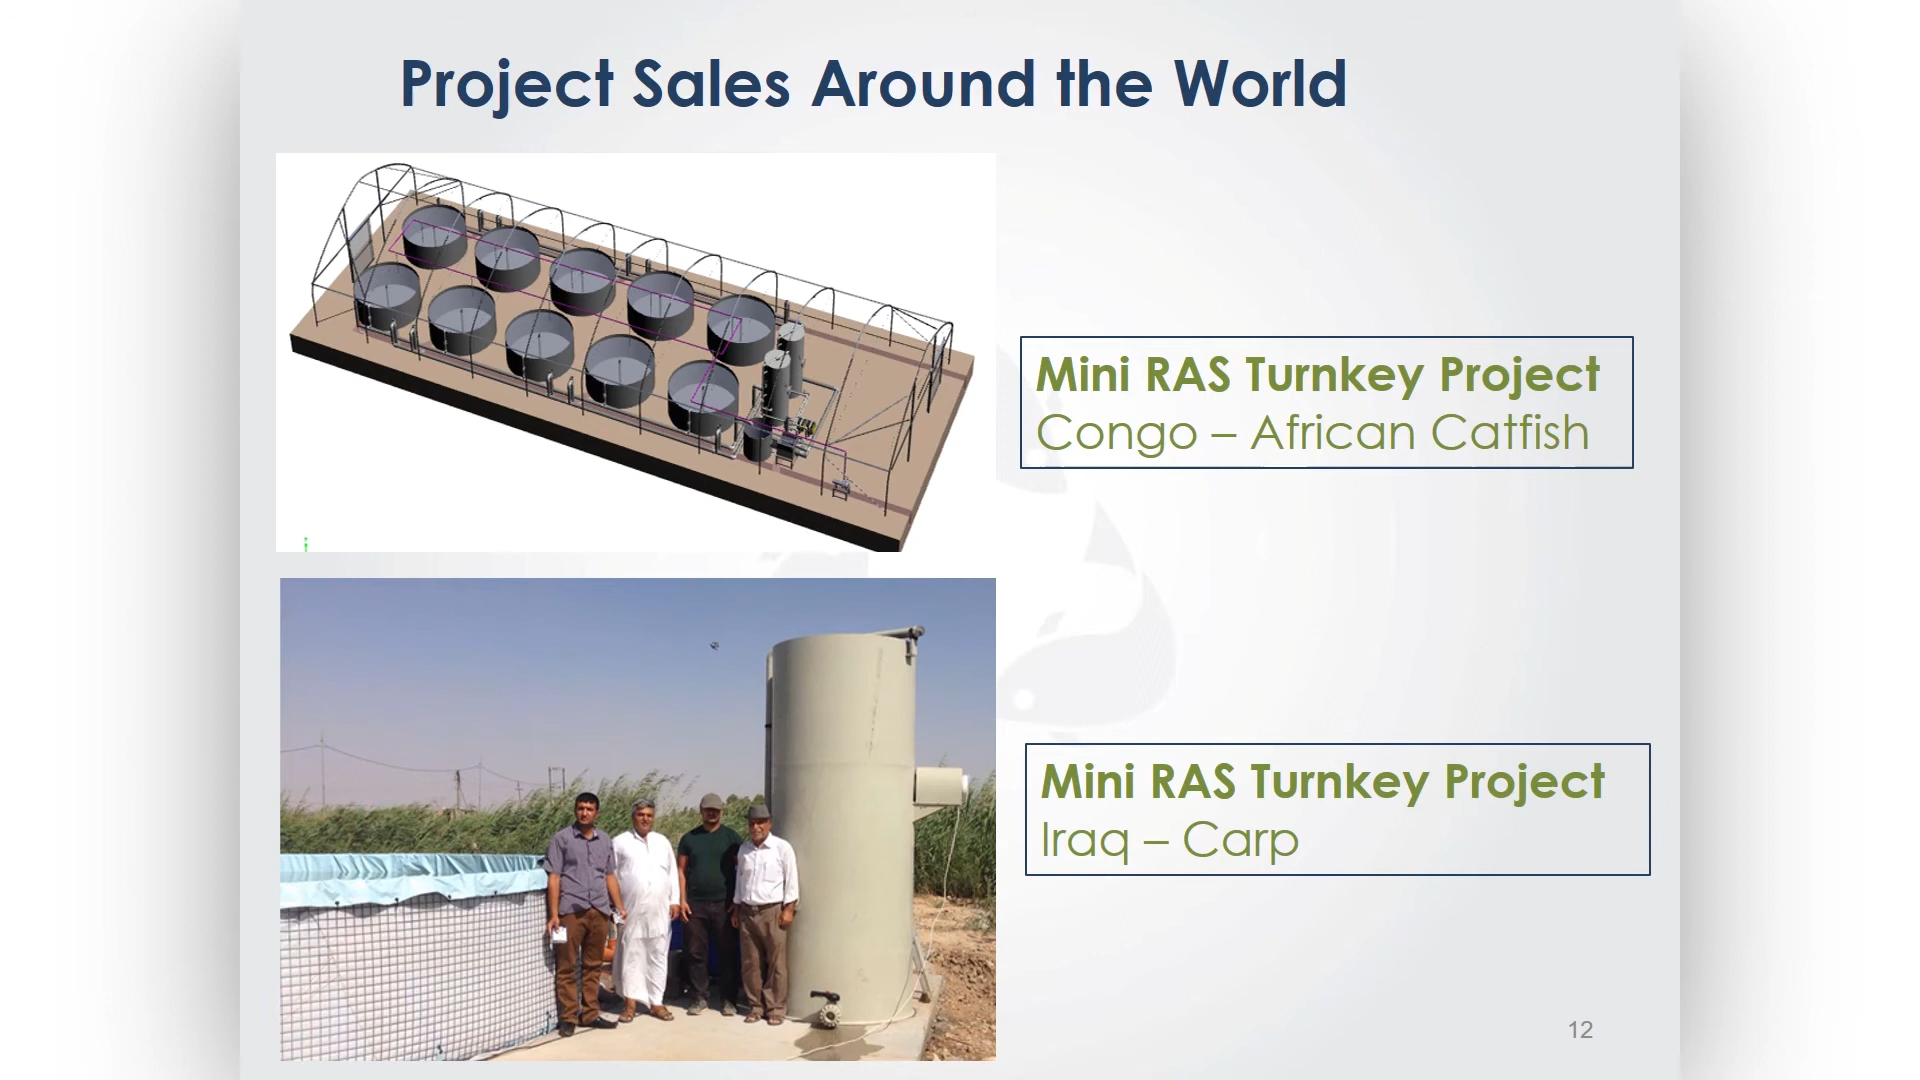 Project Sales Around the World
Mini RAS Turnkey Project
Congo – African Catfish
Mini RAS Turnkey Project
Iraq – Carp
12